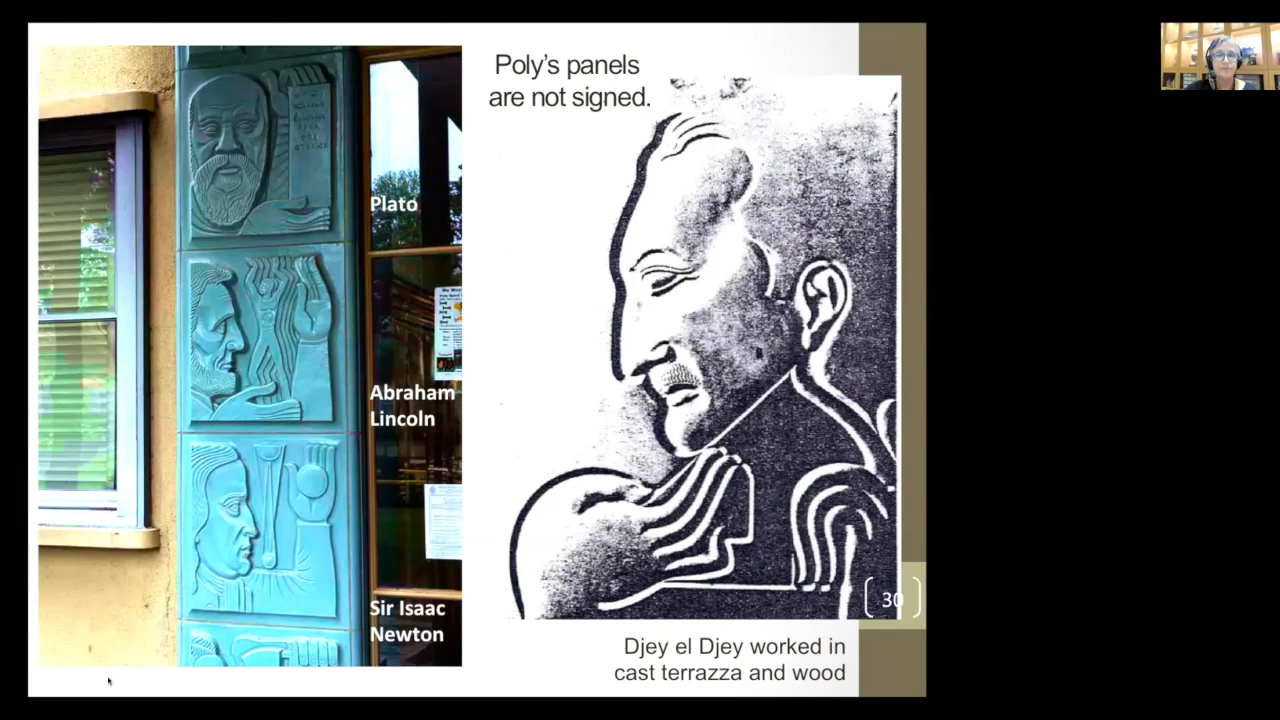 Poly's panels
are not signed.
Plato
Abraham
Lincoln
Sir Isaac
Newton
30
Djey el Djey worked in
cast terrazza and wood